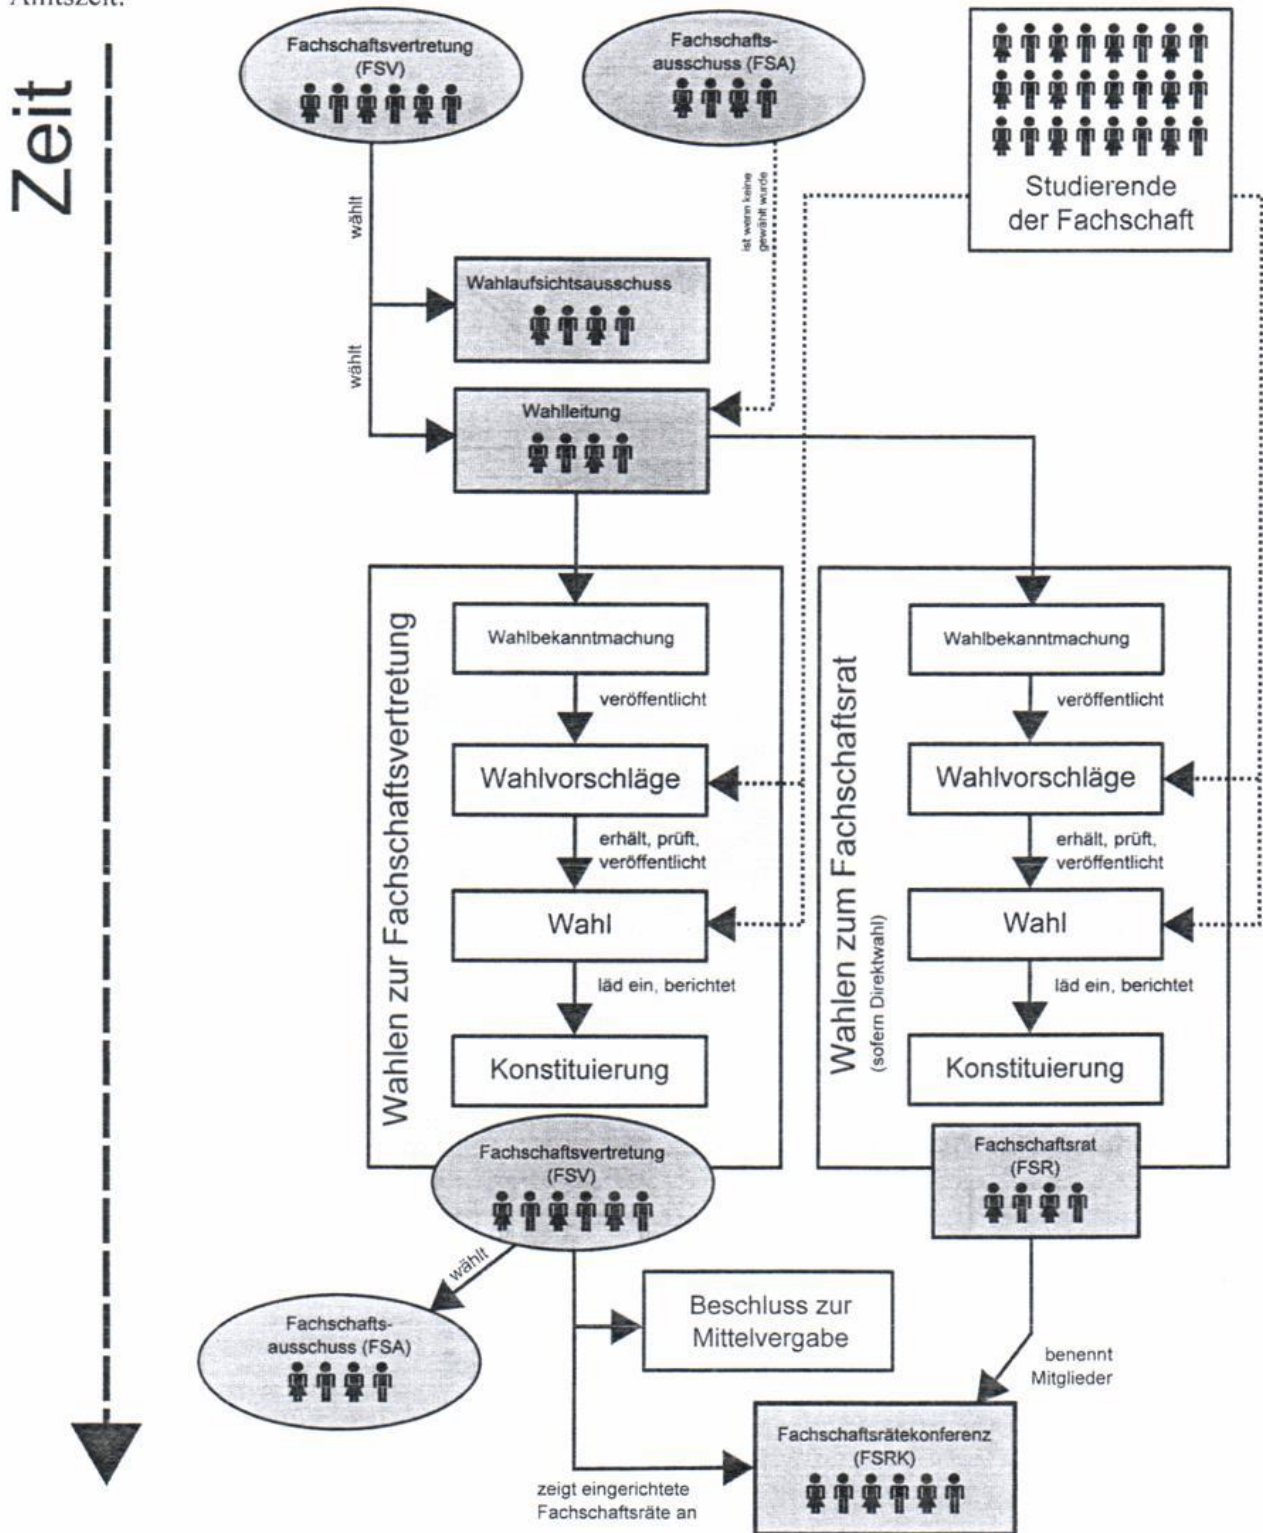 Amtszeit.
Zeit
Fachschaftsvertretung
(FSV)
Fachschafts-
ausschuss (FSA)
Studierende
der Fachschaft
wählt
ist wenn keine
gewählt wurde
Wahlaufsichtsausschuss
wählt
Wahlleitung
Wahlen zur Fachschaftsvertretung
Wahlbekanntmachung
veröffentlicht
Wahlvorschläge
erhält, prüft,
veröffentlicht
Wahl
läd ein, berichtet
Konstituierung
Fachschaftsvertretung
(FSV)
Wahlen zum Fachschaftsrat
(sofern Direktwahl)
Wahlbekanntmachung
veröffentlicht
Wahlvorschläge
erhält, prüft,
veröffentlicht
Wahl
läd ein, berichtet
Konstituierung
Fachschaftsrat
(FSR)
wählt
Fachschafts-
ausschuss (FSA)
Beschluss zur
Mittelvergabe
benennt
Mitglieder
Fachschaftsrätekonferenz
(FSRK)
zeigt eingerichtete
Fachschaftsräte an